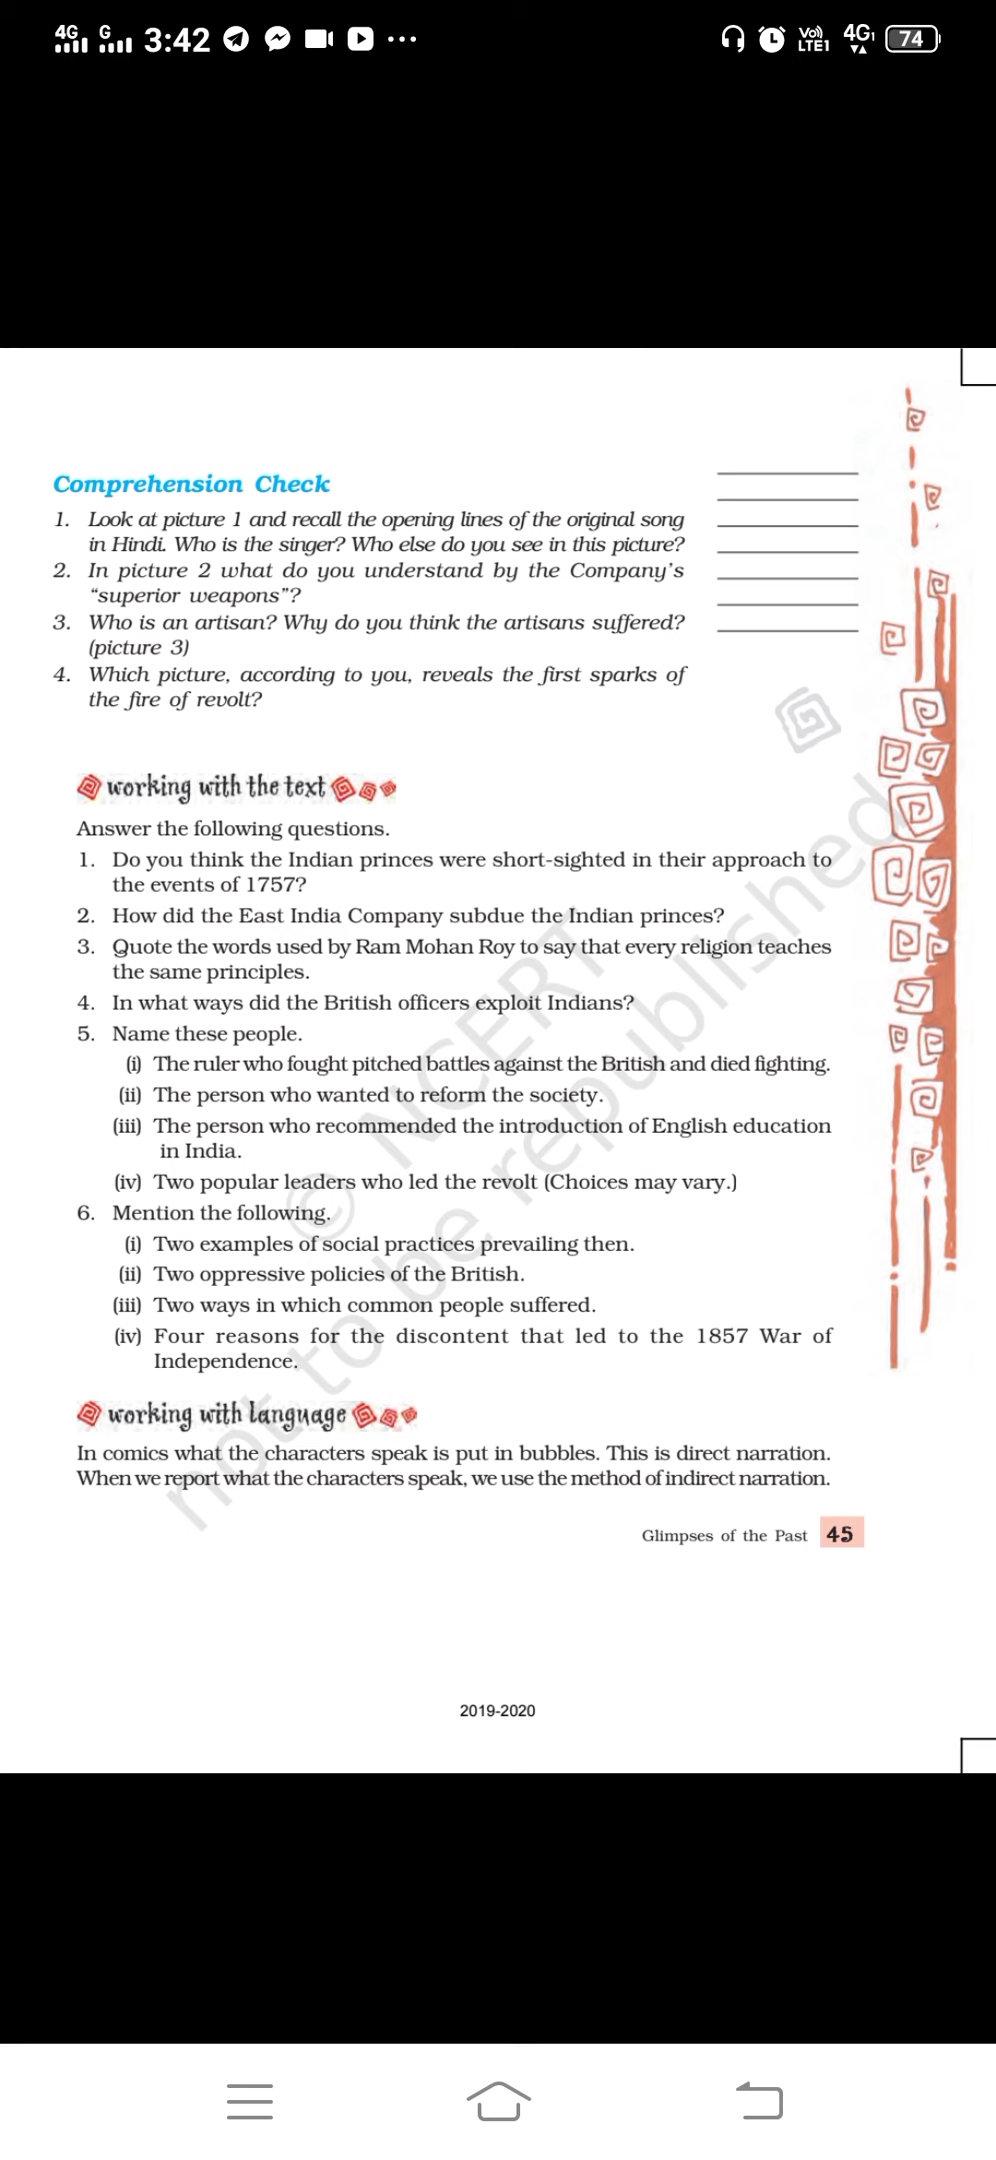 4G G 3:42 ... Vo)) LTE1 4G 74
Comprehension Check
1. Look at picture 1 and recall the opening lines of the original song
in Hindi. Who is the singer? Who else do you see in this picture?
2. In picture 2 what do you understand by the Company's
"superior weapons"?
3. Who is an artisan? Why do you think the artisans suffered?
(picture 3)
4. Which picture, according to you, reveals the first sparks of
the fire of revolt?
working with the text
Answer the following questions.
1. Do you think the Indian princes were short-sighted in their approach to
the events of 1757?
2. How did the East India Company subdue the Indian princes?
3. Quote the words used by Ram Mohan Roy to say that every religion teaches
the same principles.
4. In what ways did the British officers exploit Indians?
5. Name these people.
(i) The ruler who fought pitched battles against the British and died fighting.
(ii) The person who wanted to reform the society.
(iii) The person who recommended the introduction of English education
in India.
(iv) Two popular leaders who led the revolt (Choices may vary.)
6. Mention the following.
(i) Two examples of social practices prevailing then.
(ii) Two oppressive policies of the British.
(iii) Two ways in which common people suffered.
(iv) Four reasons for the discontent that led to the 1857 War of
Independence.
working with language
In comics what the characters speak is put in bubbles. This is direct narration.
When we report what the characters speak, we use the method of indirect narration.
Glimpses of the Past 45
2019-2020
© NCERT
not to be republished